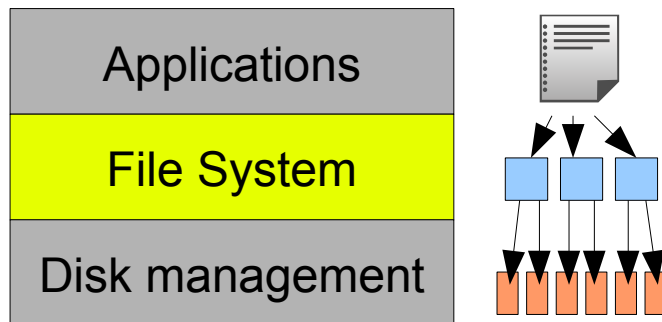 Applications
File System
Disk management